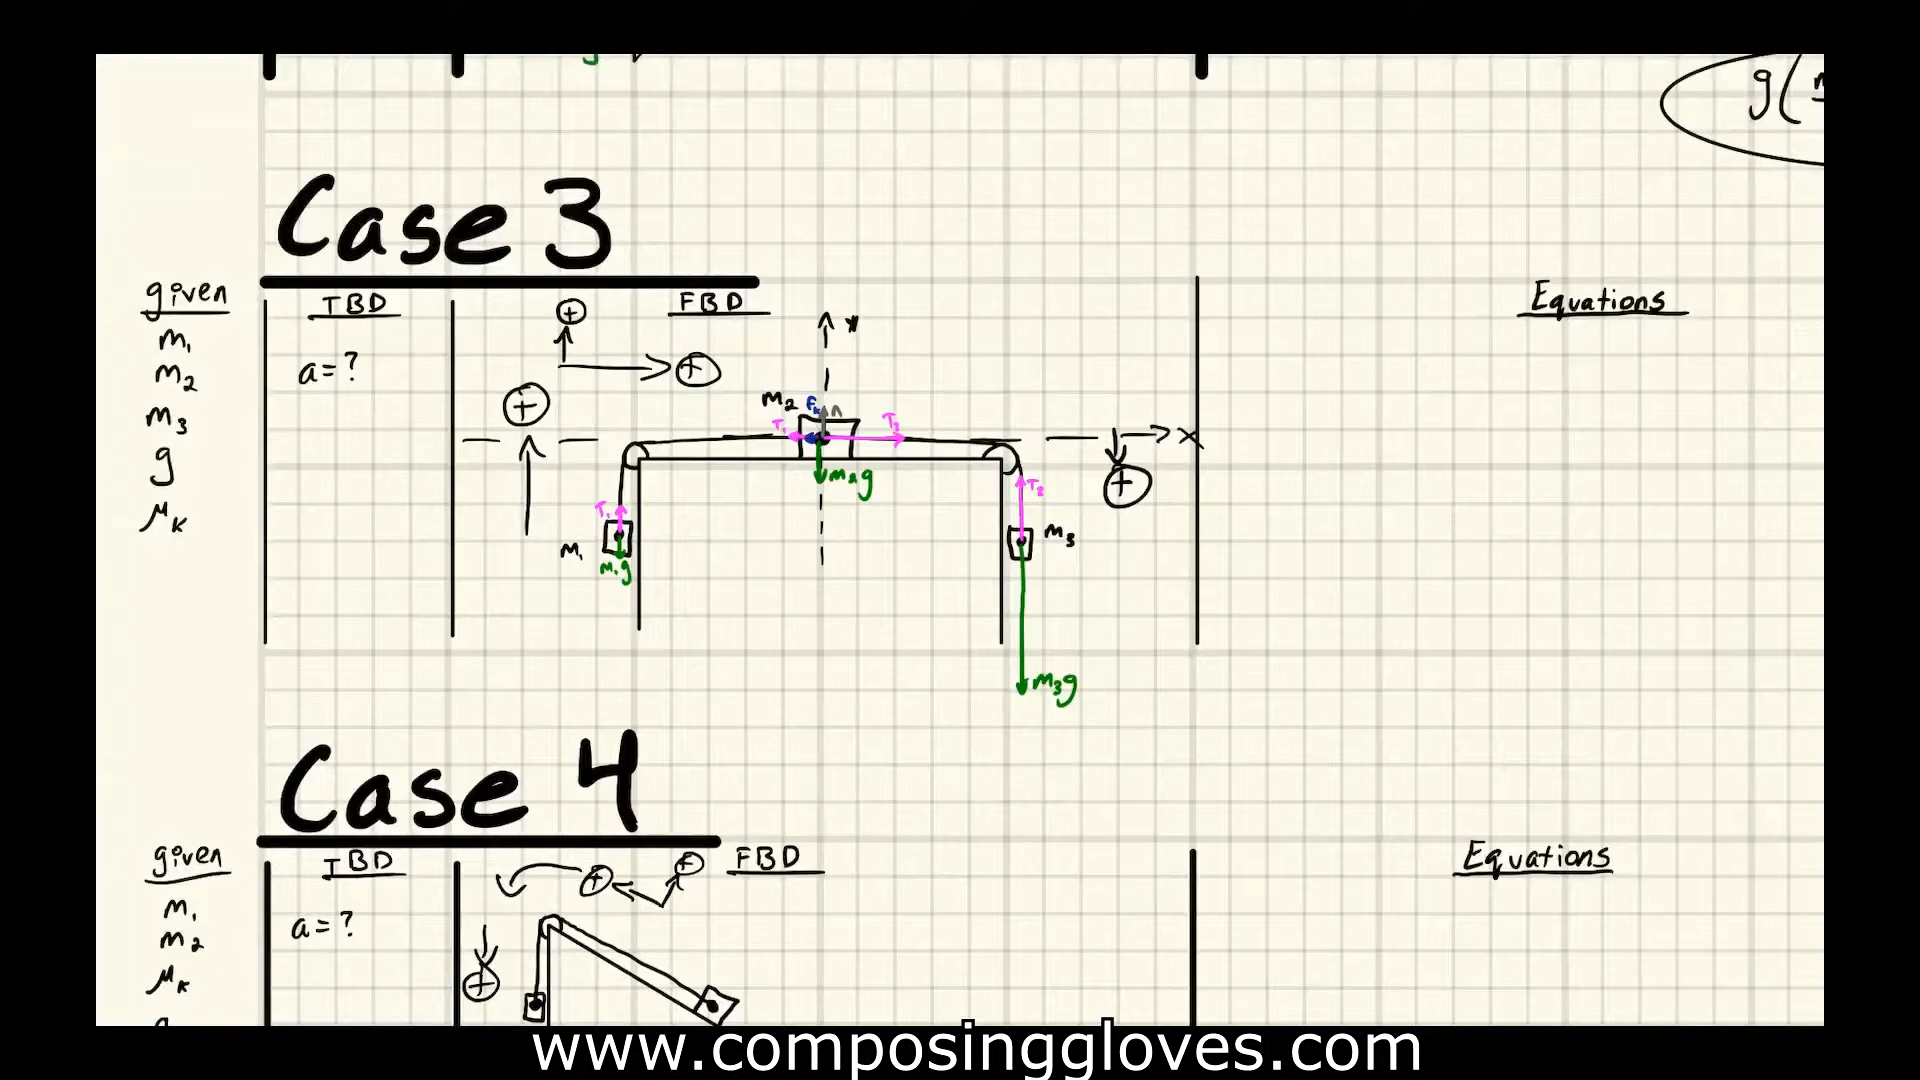 g(
Case 3
given
m₁
m₂
m₃
g
μₖ
TBD
a = ?
FBD
+
+
+
y
m₂
Fₖ
n
T₁
x
+
m₂g
T₁
m₁
m₁g
T₂
m₃
m₃g
Equations
Case 4
given
m₁
m₂
μₖ
TBD
a = ?
FBD
+
+
+
Equations
www.composinggloves.com